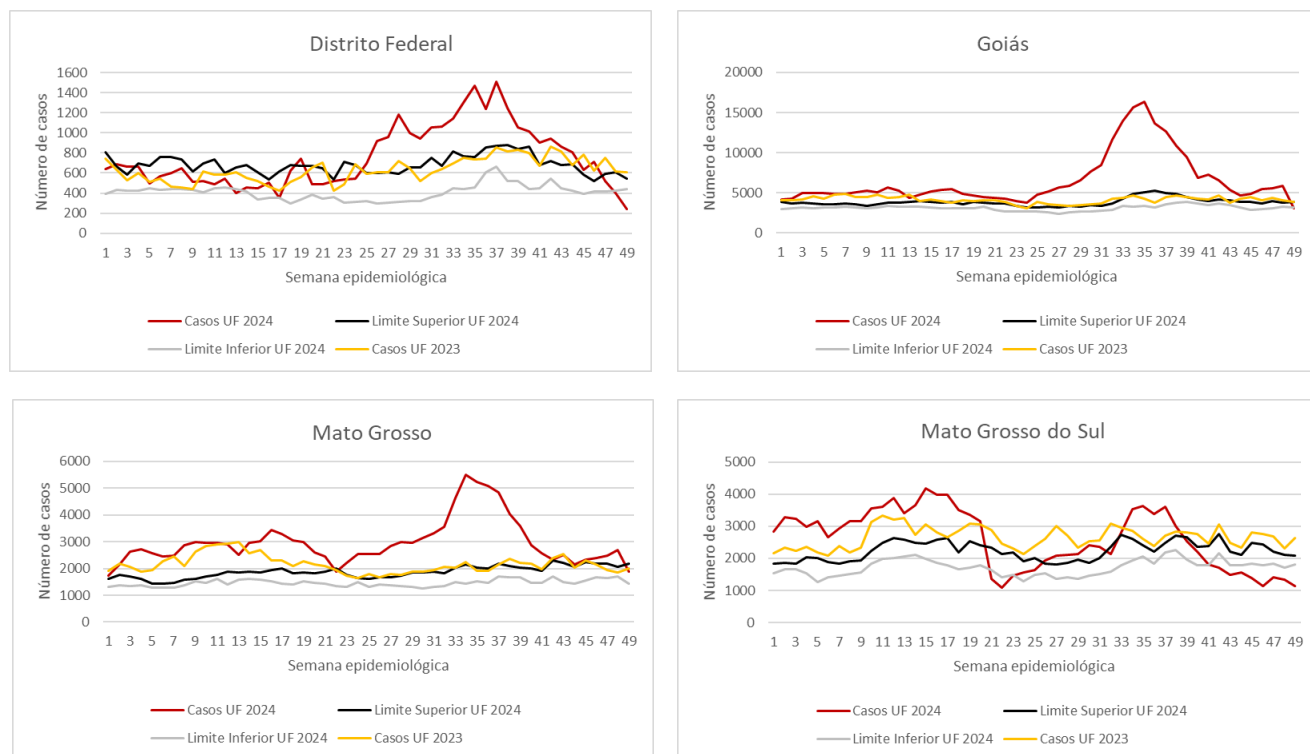 Distrito Federal
Número de casos
1600
1400
1200
1000
800
600
400
200
0
1 3 5 7 9 11 13 15 17 19 21 23 25 27 29 31 33 35 37 39 41 43 45 47 49
Semana epidemiológica
Casos UF 2024 Limite Superior UF 2024
Limite Inferior UF 2024 Casos UF 2023
Goiás
Número de casos
20000
15000
10000
5000
0
1 3 5 7 9 11 13 15 17 19 21 23 25 27 29 31 33 35 37 39 41 43 45 47 49
Semana epidemiológica
Casos UF 2024 Limite Superior UF 2024
Limite Inferior UF 2024 Casos UF 2023
Mato Grosso
Número de casos
6000
5000
4000
3000
2000
1000
0
1 3 5 7 9 11 13 15 17 19 21 23 25 27 29 31 33 35 37 39 41 43 45 47 49
Semana epidemiológica
Casos UF 2024 Limite Superior UF 2024
Limite Inferior UF 2024 Casos UF 2023
Mato Grosso do Sul
Número de casos
5000
4000
3000
2000
1000
0
1 3 5 7 9 11 13 15 17 19 21 23 25 27 29 31 33 35 37 39 41 43 45 47 49
Semana epidemiológica
Casos UF 2024 Limite Superior UF 2024
Limite Inferior UF 2024 Casos UF 2023